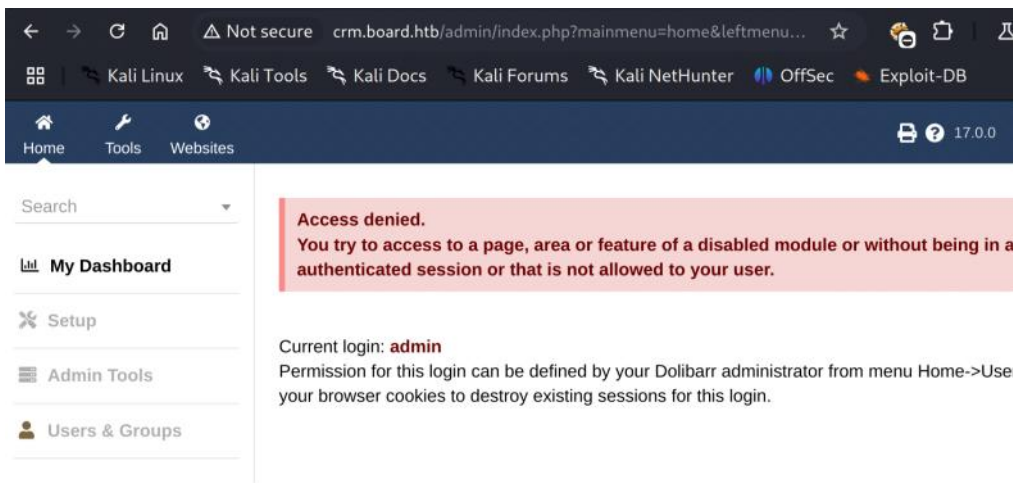 Not secure crm.board.htb/admin/index.php?mainmenu=home&leftmenu...
Kali Linux Kali Tools Kali Docs Kali Forums Kali NetHunter OffSec Exploit-DB
Home Tools Websites 17.0.0
Search
Access denied.
You try to access to a page, area or feature of a disabled module or without being in a
authenticated session or that is not allowed to your user.
My Dashboard
Setup
Admin Tools
Users & Groups
Current login: admin
Permission for this login can be defined by your Dolibarr administrator from menu Home->Use
your browser cookies to destroy existing sessions for this login.